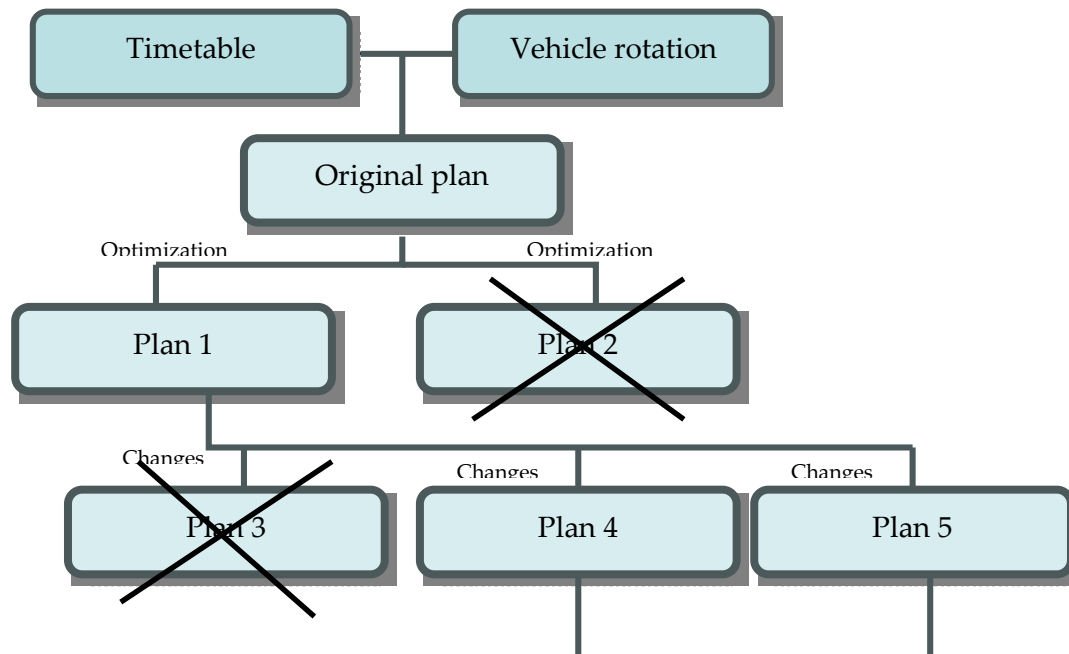 Timetable
Vehicle rotation
Original plan
Optimization
Optimization
Plan 1
Plan 2
Changes
Changes
Changes
Plan 3
Plan 4
Plan 5